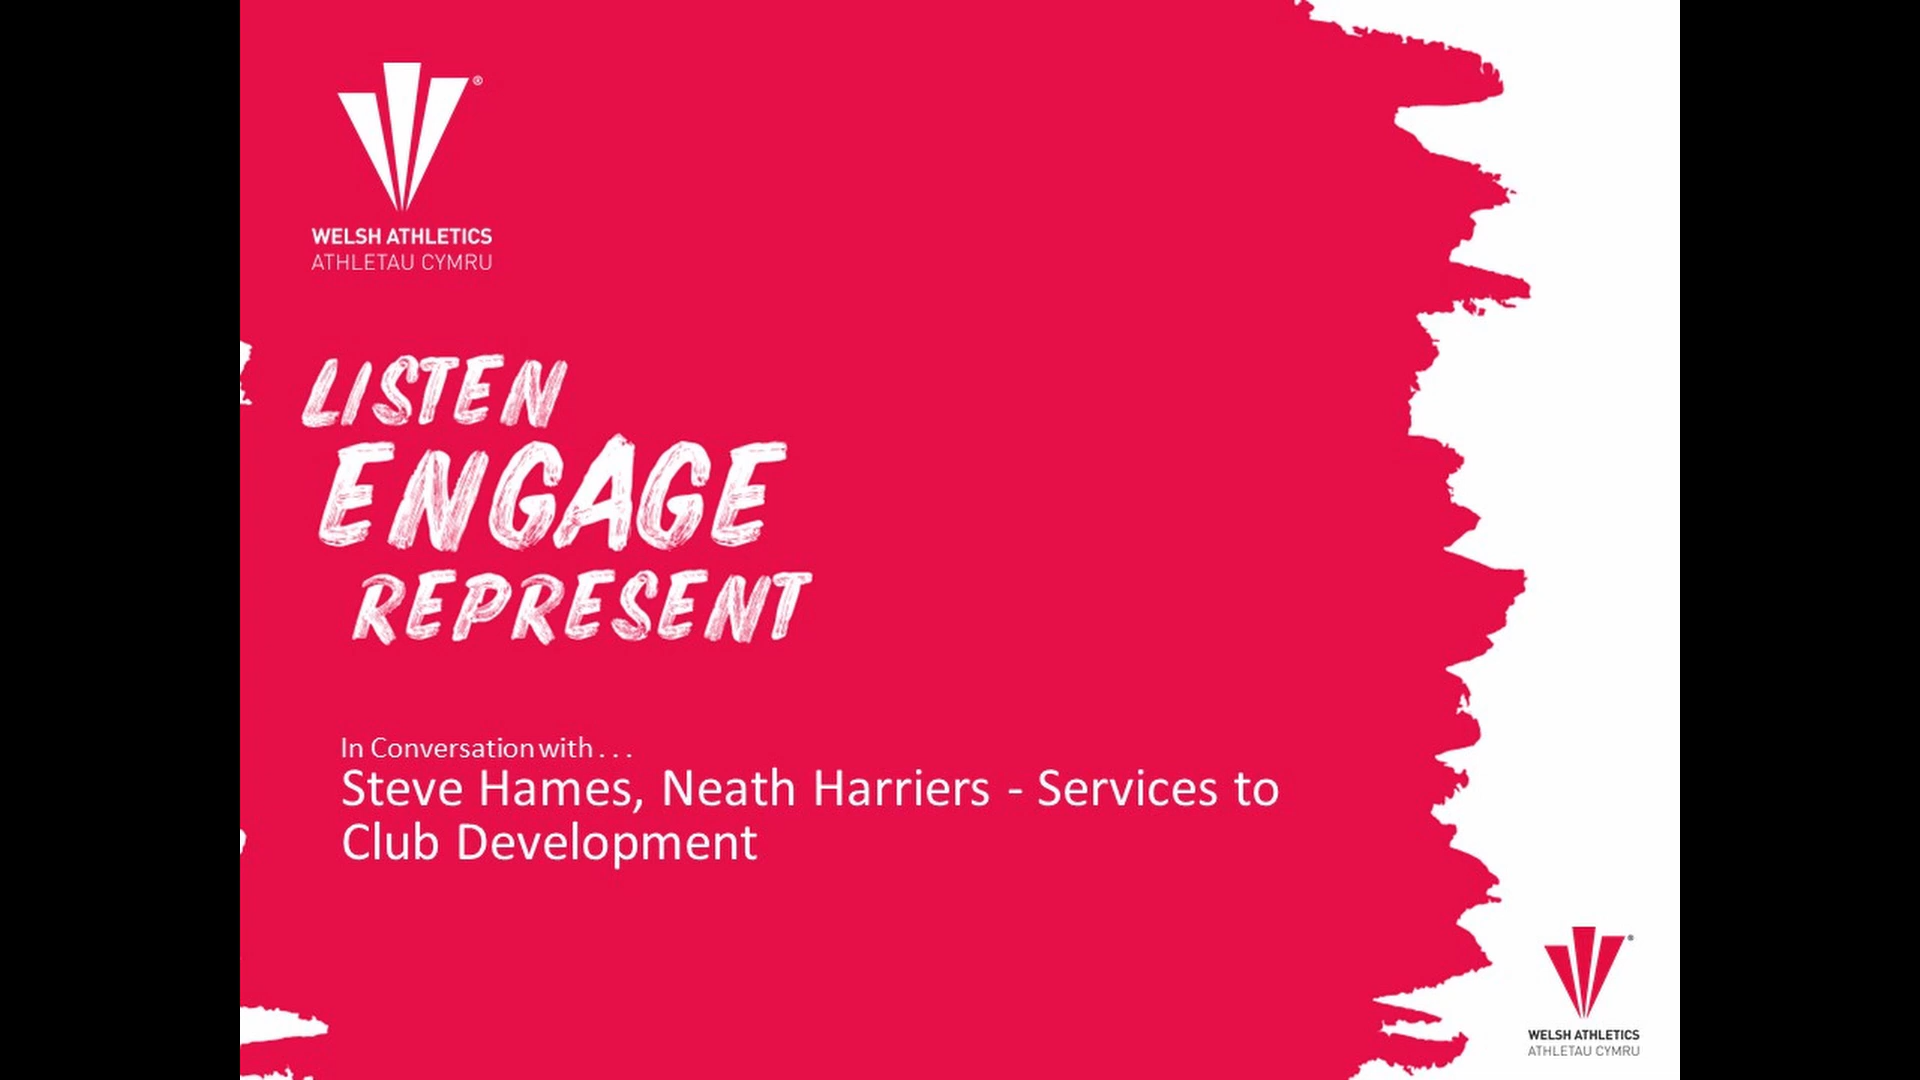 ®
WELSH ATHLETICS
ATHLETAU CYMRU
LISTEN
ENGAGE
REPRESENT
In Conversation with . . .
Steve Hames, Neath Harriers - Services to
Club Development
®
WELSH ATHLETICS
ATHLETAU CYMRU